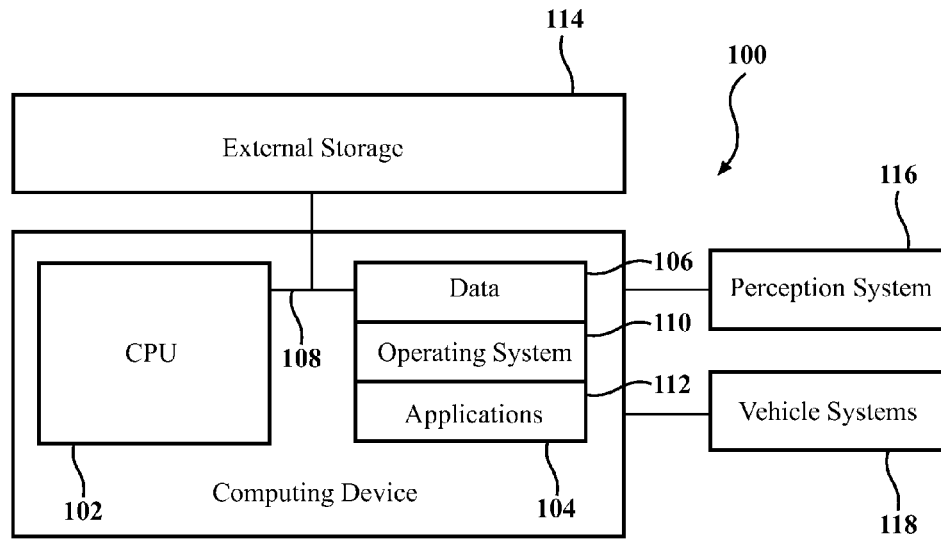 114
100
External Storage
116
106
Data
Perception System
110
CPU
108
Operating System
112
Applications
Vehicle Systems
102
Computing Device
104
118